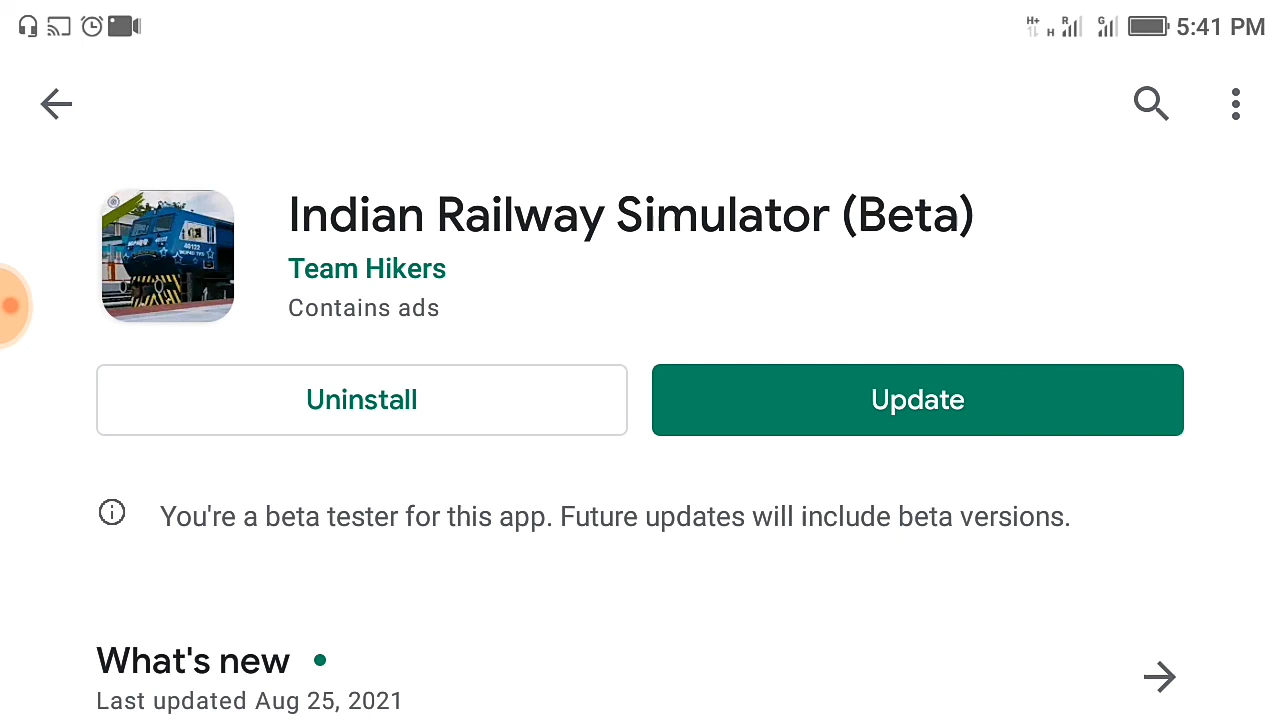 H+ H R G 5:41 PM
Indian Railway Simulator (Beta)
Team Hikers
Contains ads
Uninstall
Update
You're a beta tester for this app. Future updates will include beta versions.
What's new
Last updated Aug 25, 2021